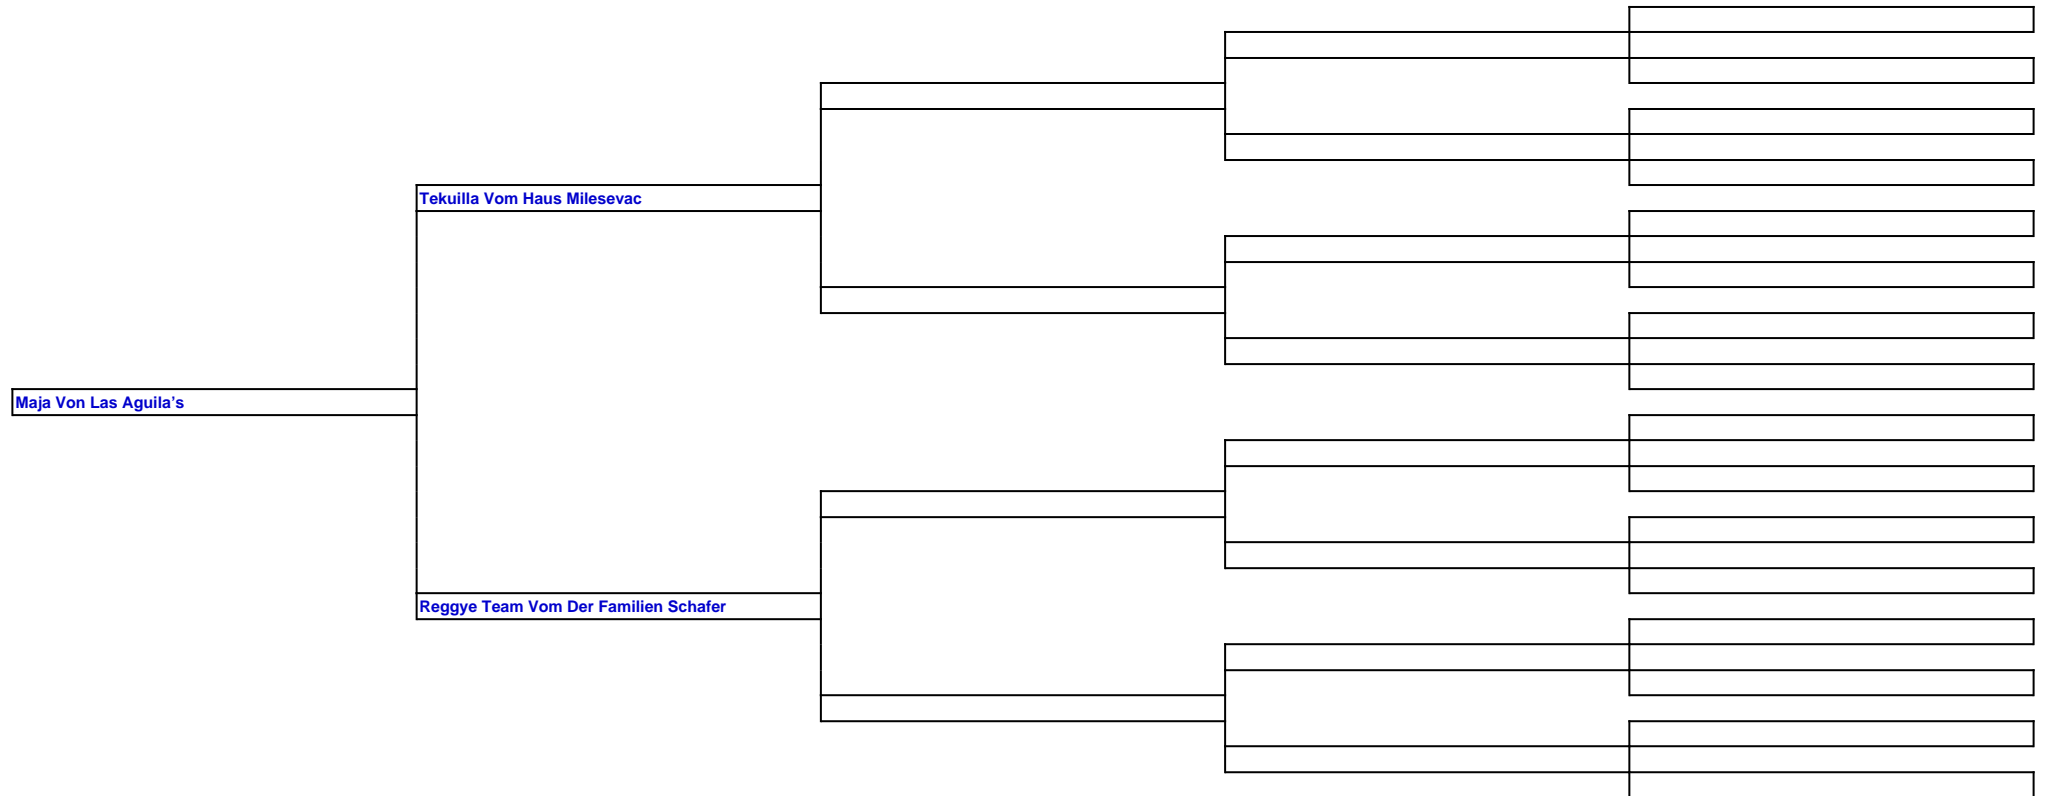 Tekuilla Vom Haus Milesevac
Maja Von Las Aguila’s
Reggye Team Vom Der Familien Schafer